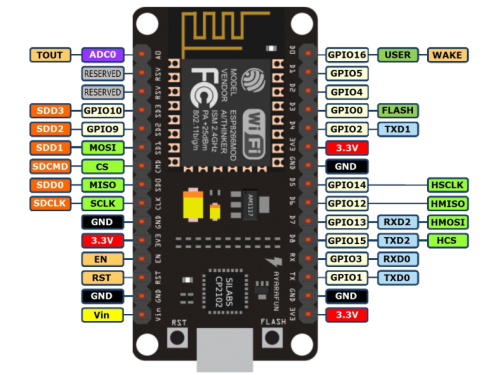 TOUT ADC0 A0 D0 GPIO16 USER WAKE
RESERVED RSV D1 GPIO5
RESERVED RSV D2 GPIO4
SDD3 GPIO10 SD3 D3 GPIO0 FLASH
SDD2 GPIO9 SD2 D4 GPIO2 TXD1
SDD1 MOSI SD1 3V3 3.3V
SDCMD CS CMD GND GND
SDD0 MISO SD0 D5 GPIO14 HSCLK
SDCLK SCLK CLK D6 GPIO12 HMISO
GND GND D7 GPIO13 RXD2 HMOSI
3.3V 3V3 D8 GPIO15 TXD2 HCS
EN EN RX GPIO3 RXD0
RST RST TX GPIO1 TXD0
GND GND GND GND
Vin Vin 3V3 3.3V
MODEL ESP8266MOD
VENDOR AITHINKER
ISM 2.4GHz
PA +25dBm
802.11b/g/n
FC
Wi Fi
AM1117
SILABS
CP2102
AYARAFUN
RST
FLASH